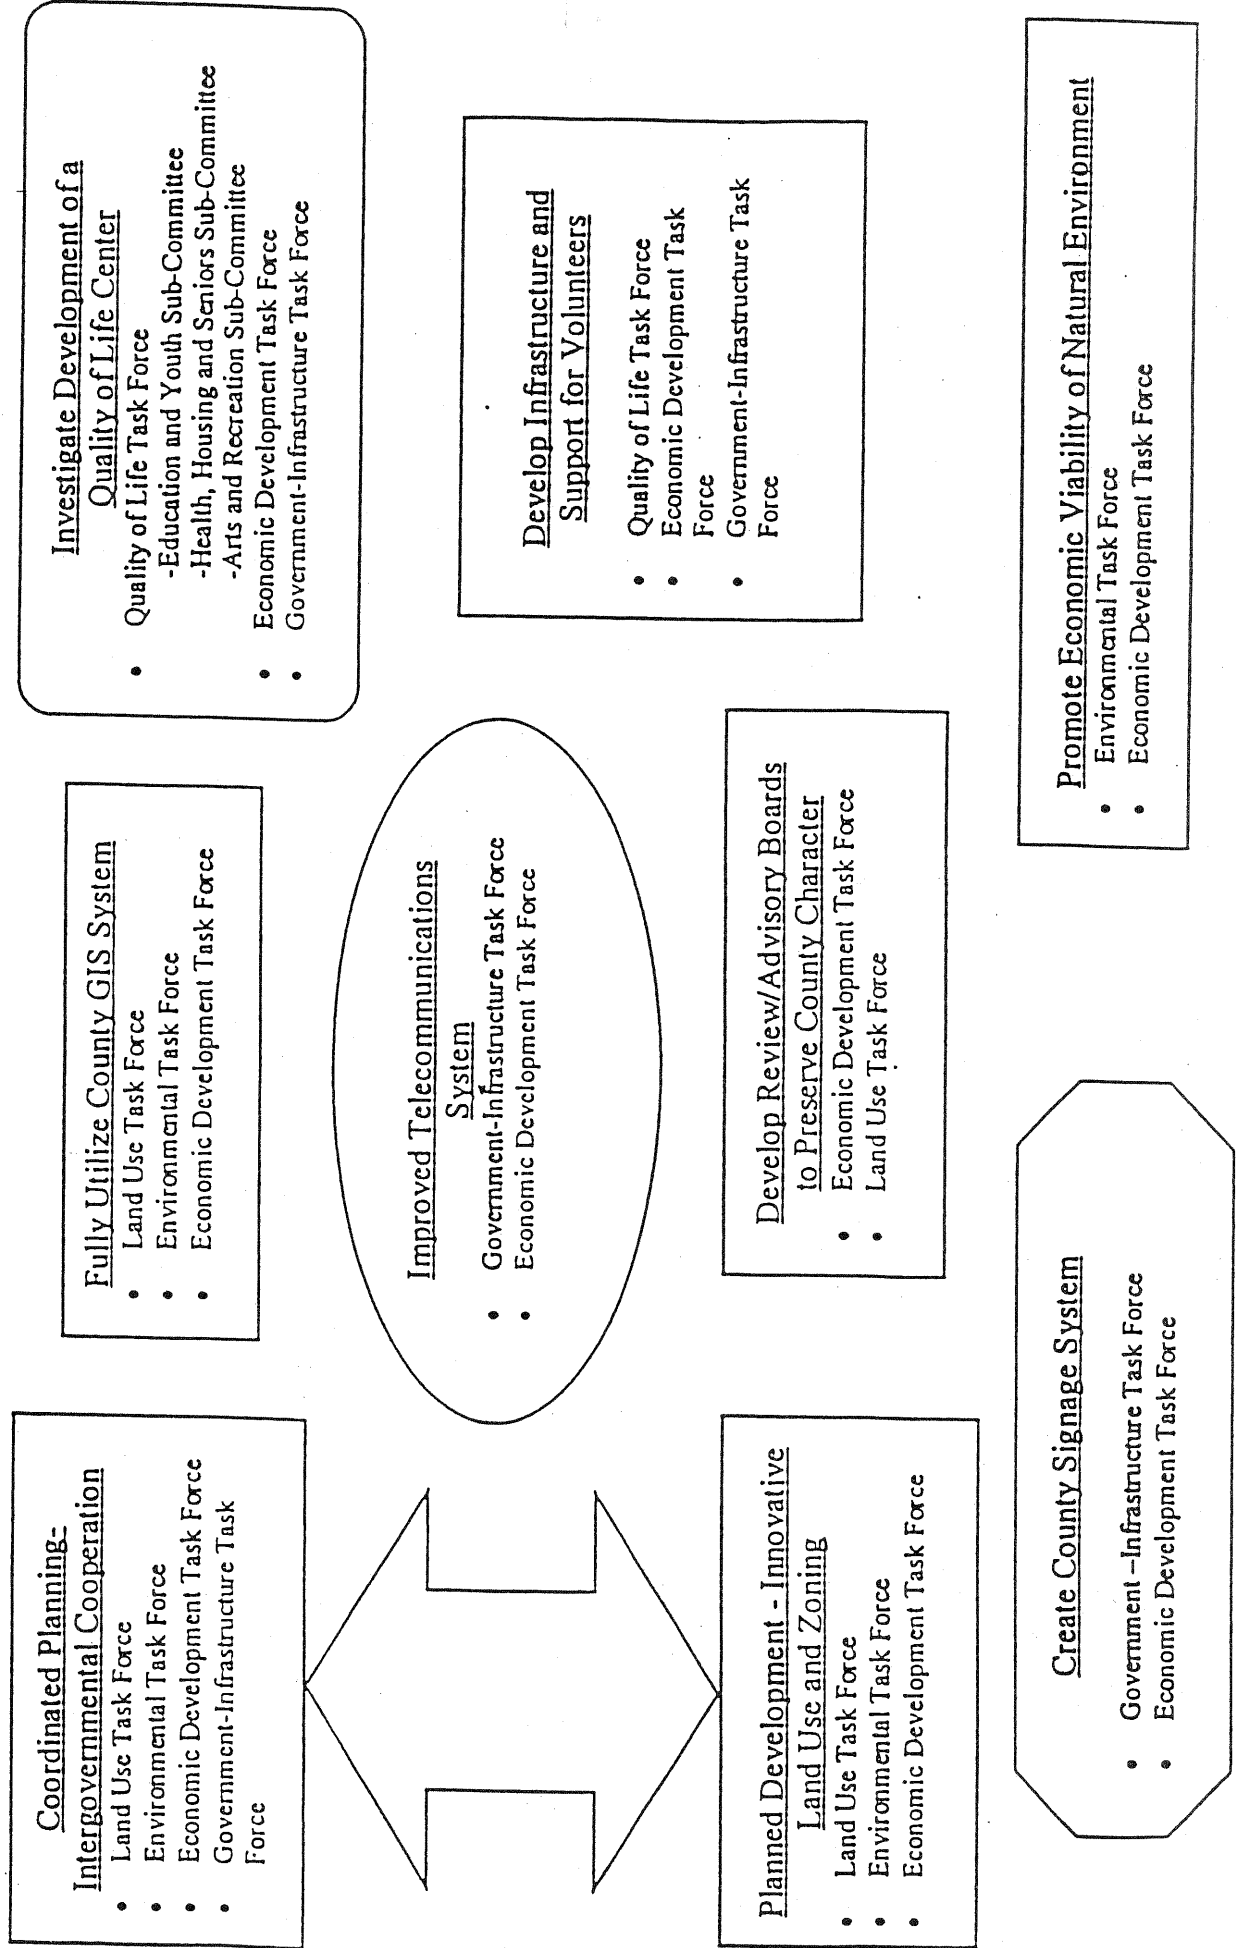 Coordinated Planning-
Intergovernmental Cooperation
• Land Use Task Force
• Environmental Task Force
• Economic Development Task Force
• Government-Infrastructure Task
Force
Fully Utilize County GIS System
• Land Use Task Force
• Environmental Task Force
• Economic Development Task Force
Investigate Development of a
Quality of Life Center
• Quality of Life Task Force
-Education and Youth Sub-Committee
-Health, Housing and Seniors Sub-Committee
-Arts and Recreation Sub-Committee
• Economic Development Task Force
• Government-Infrastructure Task Force
Improved Telecommunications
System
• Government-Infrastructure Task Force
• Economic Development Task Force
Develop Infrastructure and
Support for Volunteers
• Quality of Life Task Force
• Economic Development Task
Force
• Government-Infrastructure Task
Force
Planned Development - Innovative
Land Use and Zoning
• Land Use Task Force
• Environmental Task Force
• Economic Development Task Force
Develop Review/Advisory Boards
to Preserve County Character
• Economic Development Task Force
• Land Use Task Force
Create County Signage System
• Government –Infrastructure Task Force
• Economic Development Task Force
Promote Economic Viability of Natural Environment
• Environmental Task Force
• Economic Development Task Force